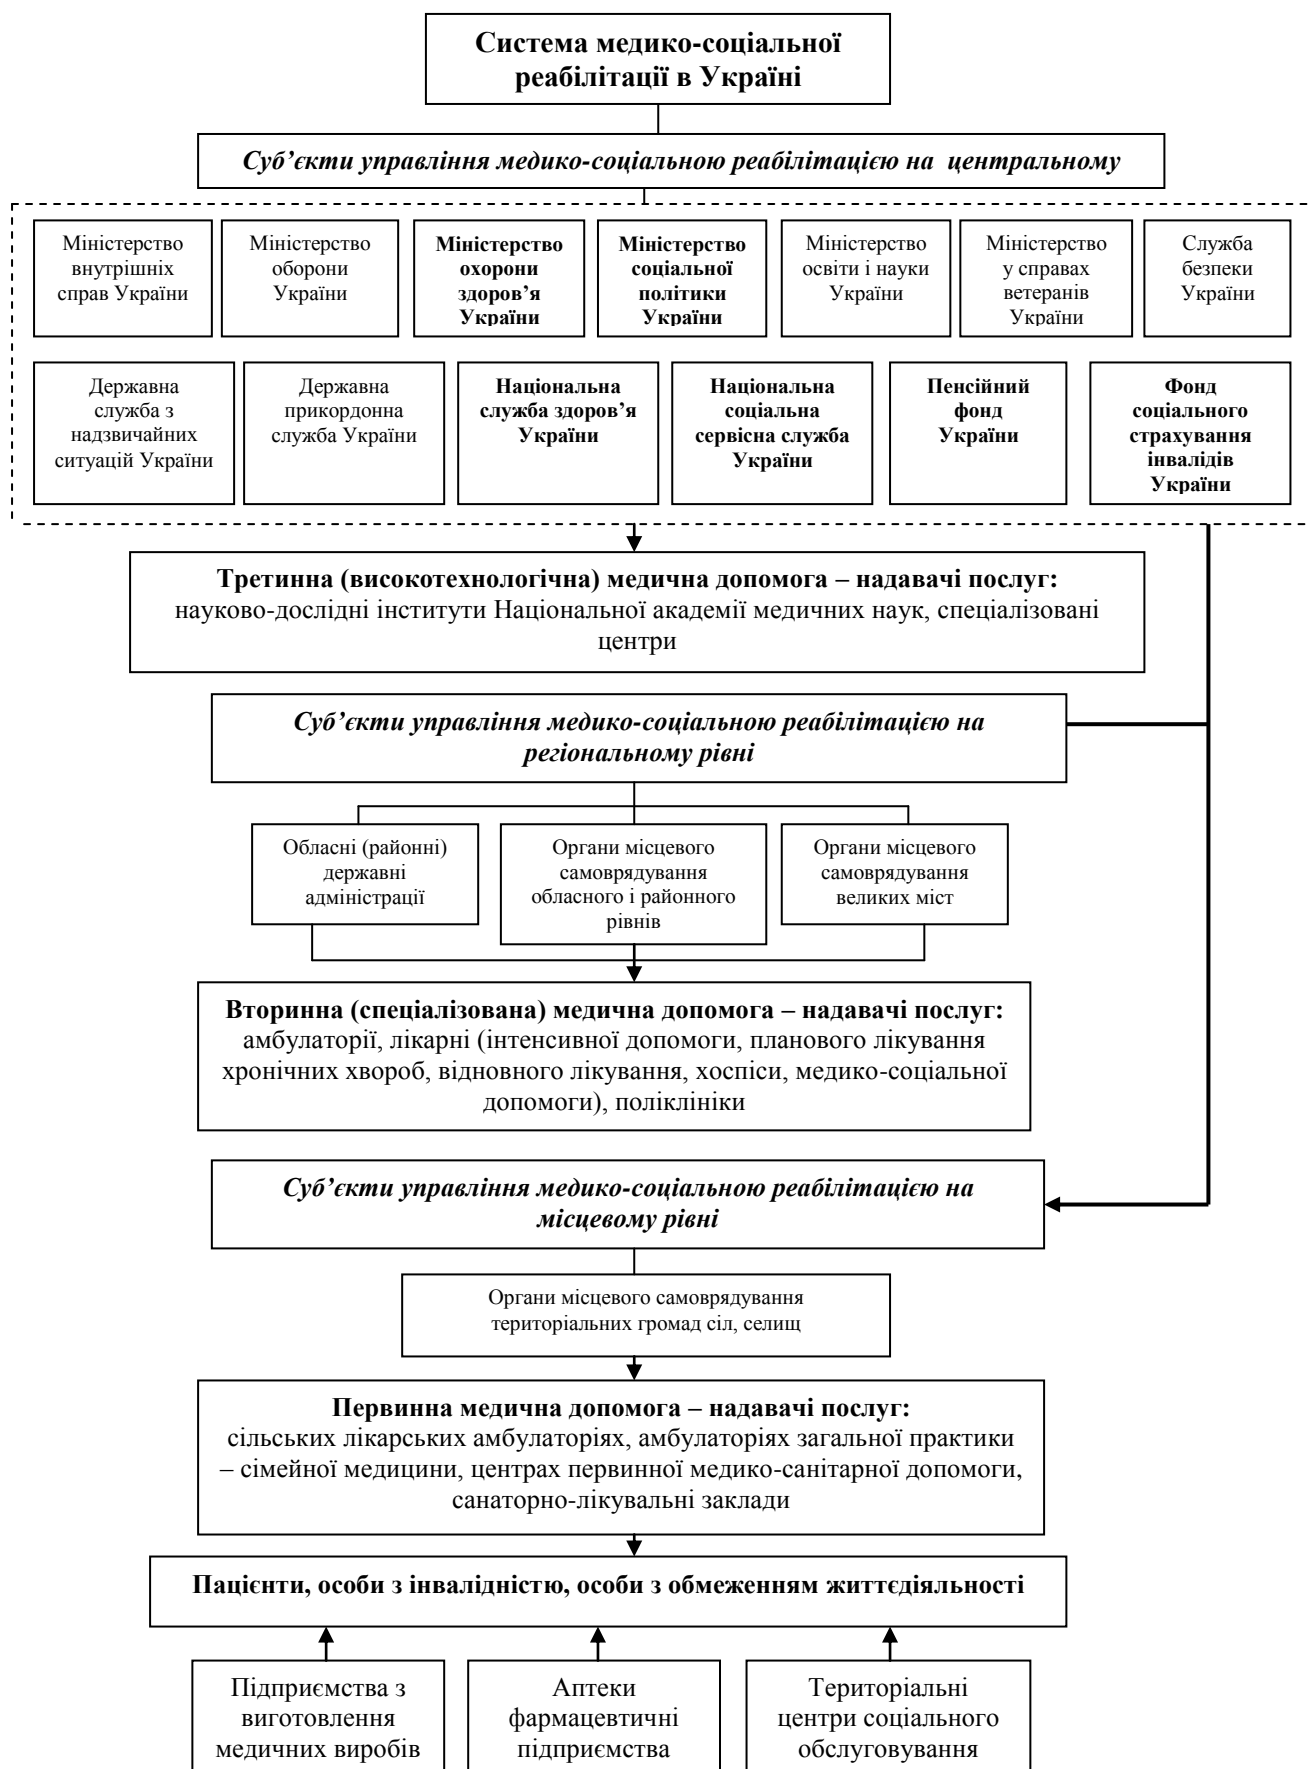 Система медико-соціальної
реабілітації в Україні
Суб’єкти управління медико-соціальною реабілітацією на центральному
Міністерство
внутрішніх
справ України
Міністерство
оборони
України
Міністерство
охорони
здоров’я
України
Міністерство
соціальної
політики
України
Міністерство
освіти і науки
України
Міністерство
у справах
ветеранів
України
Служба
безпеки
України
Державна
служба з
надзвичайних
ситуацій України
Державна
прикордонна
служба України
Національна
служба здоров’я
України
Національна
соціальна
сервісна служба
України
Пенсійний
фонд
України
Фонд
соціального
страхування
інвалідів
України
Третинна (високотехнологічна) медична допомога – надавачі послуг:
науково-дослідні інститути Національної академії медичних наук, спеціалізовані
центри
Суб’єкти управління медико-соціальною реабілітацією на
регіональному рівні
Обласні (районні)
державні
адміністрації
Органи місцевого
самоврядування
обласного і районного
рівнів
Органи місцевого
самоврядування
великих міст
Вторинна (спеціалізована) медична допомога – надавачі послуг:
амбулаторії, лікарні (інтенсивної допомоги, планового лікування
хронічних хвороб, відновного лікування, хоспіси, медико-соціальної
допомоги), поліклініки
Суб’єкти управління медико-соціальною реабілітацією на
місцевому рівні
Органи місцевого самоврядування
територіальних громад сіл, селищ
Первинна медична допомога – надавачі послуг:
сільських лікарських амбулаторіях, амбулаторіях загальної практики
– сімейної медицини, центрах первинної медико-санітарної допомоги,
санаторно-лікувальні заклади
Пацієнти, особи з інвалідністю, особи з обмеженням життєдіяльності
Підприємства з
виготовлення
медичних виробів
Аптеки
фармацевтичні
підприємства
Територіальні
центри соціального
обслуговування